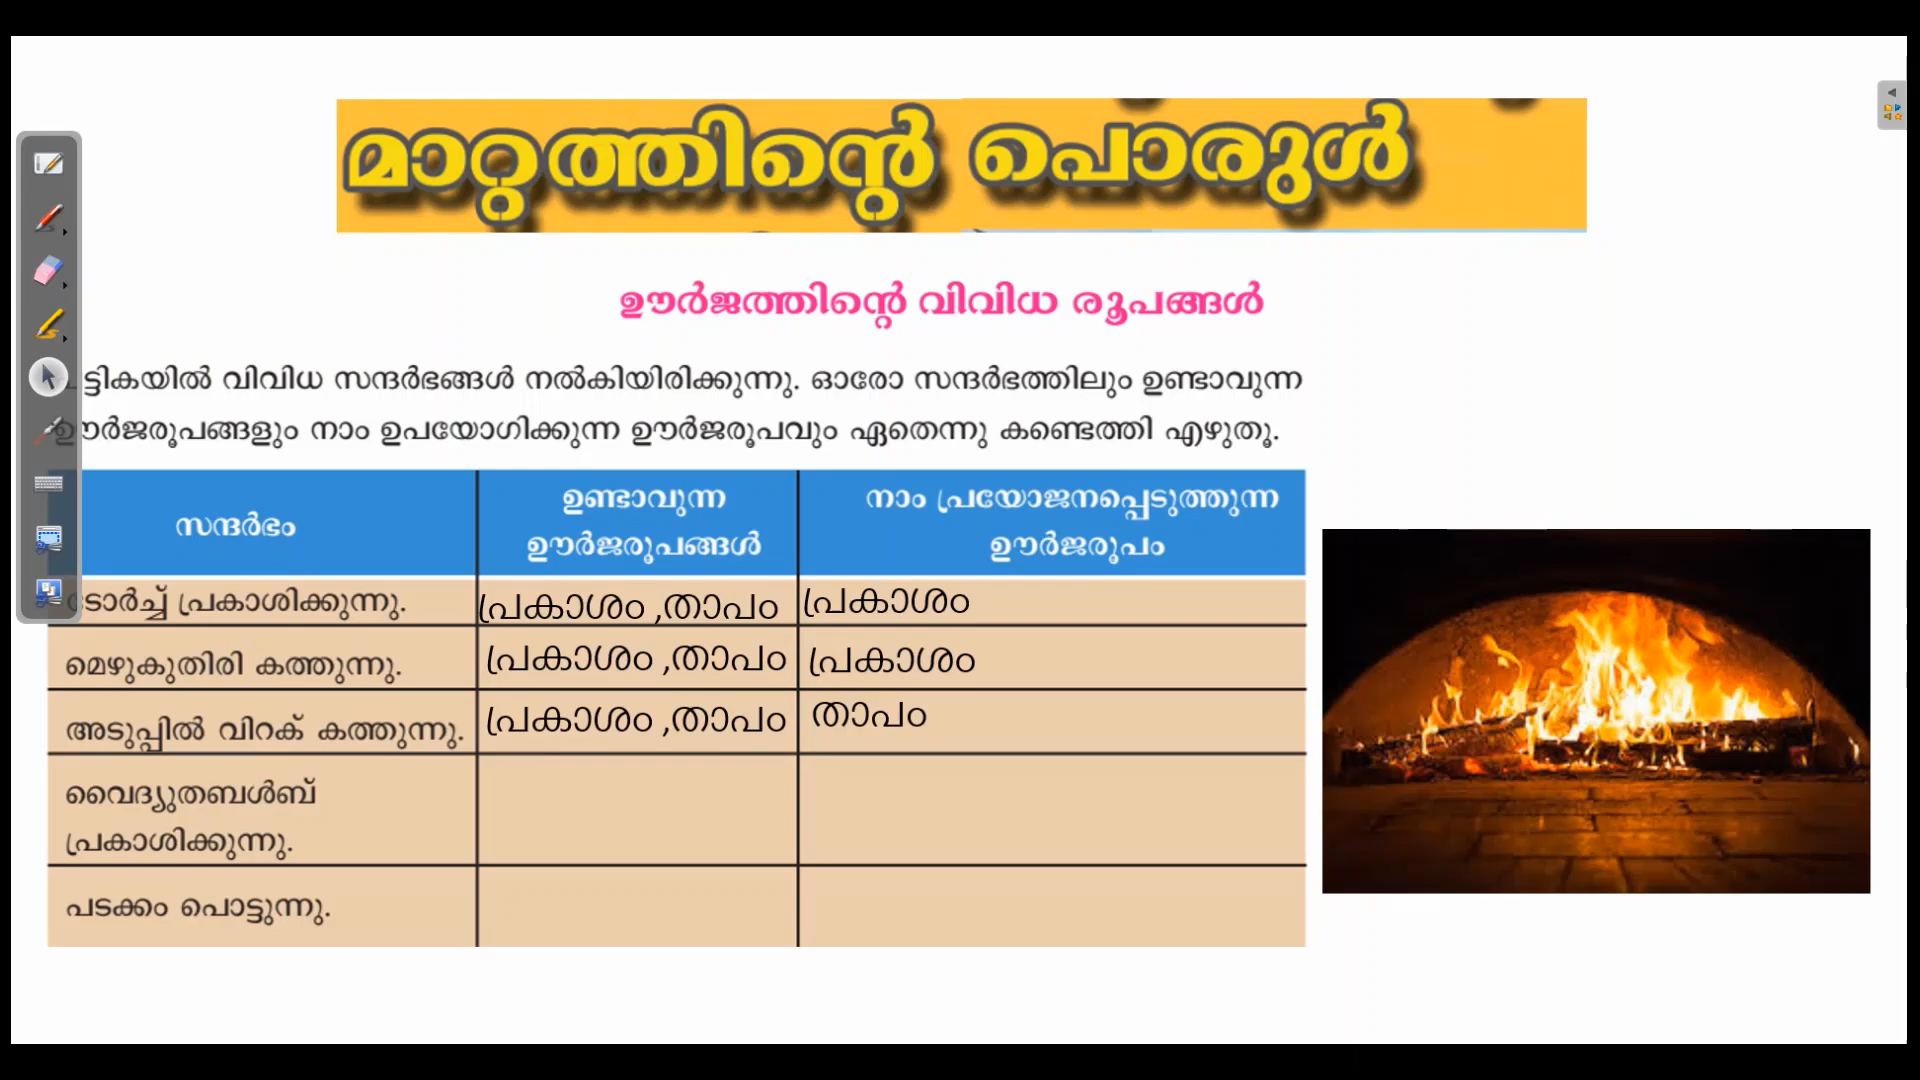 മാറ്റത്തിന്റെ പൊരുൾ
ഊർജത്തിന്റെ വിവിധ രൂപങ്ങൾ
ട്ടികയിൽ വിവിധ സന്ദർഭങ്ങൾ നൽകിയിരിക്കുന്നു. ഓരോ സന്ദർഭത്തിലും ഉണ്ടാവുന്ന
ഊർജരൂപങ്ങളും നാം ഉപയോഗിക്കുന്ന ഊർജരൂപവും ഏതെന്നു കണ്ടെത്തി എഴുതൂ.
സന്ദർഭം
ഉണ്ടാവുന്ന
ഊർജരൂപങ്ങൾ
നാം പ്രയോജനപ്പെടുത്തുന്ന
ഊർജരൂപം
ടോർച്ച് പ്രകാശിക്കുന്നു.
പ്രകാശം ,താപം
പ്രകാശം
മെഴുകുതിരി കത്തുന്നു.
പ്രകാശം ,താപം
പ്രകാശം
അടുപ്പിൽ വിറക് കത്തുന്നു.
പ്രകാശം ,താപം
താപം
വൈദ്യുതബൾബ്
പ്രകാശിക്കുന്നു.
പടക്കം പൊട്ടുന്നു.